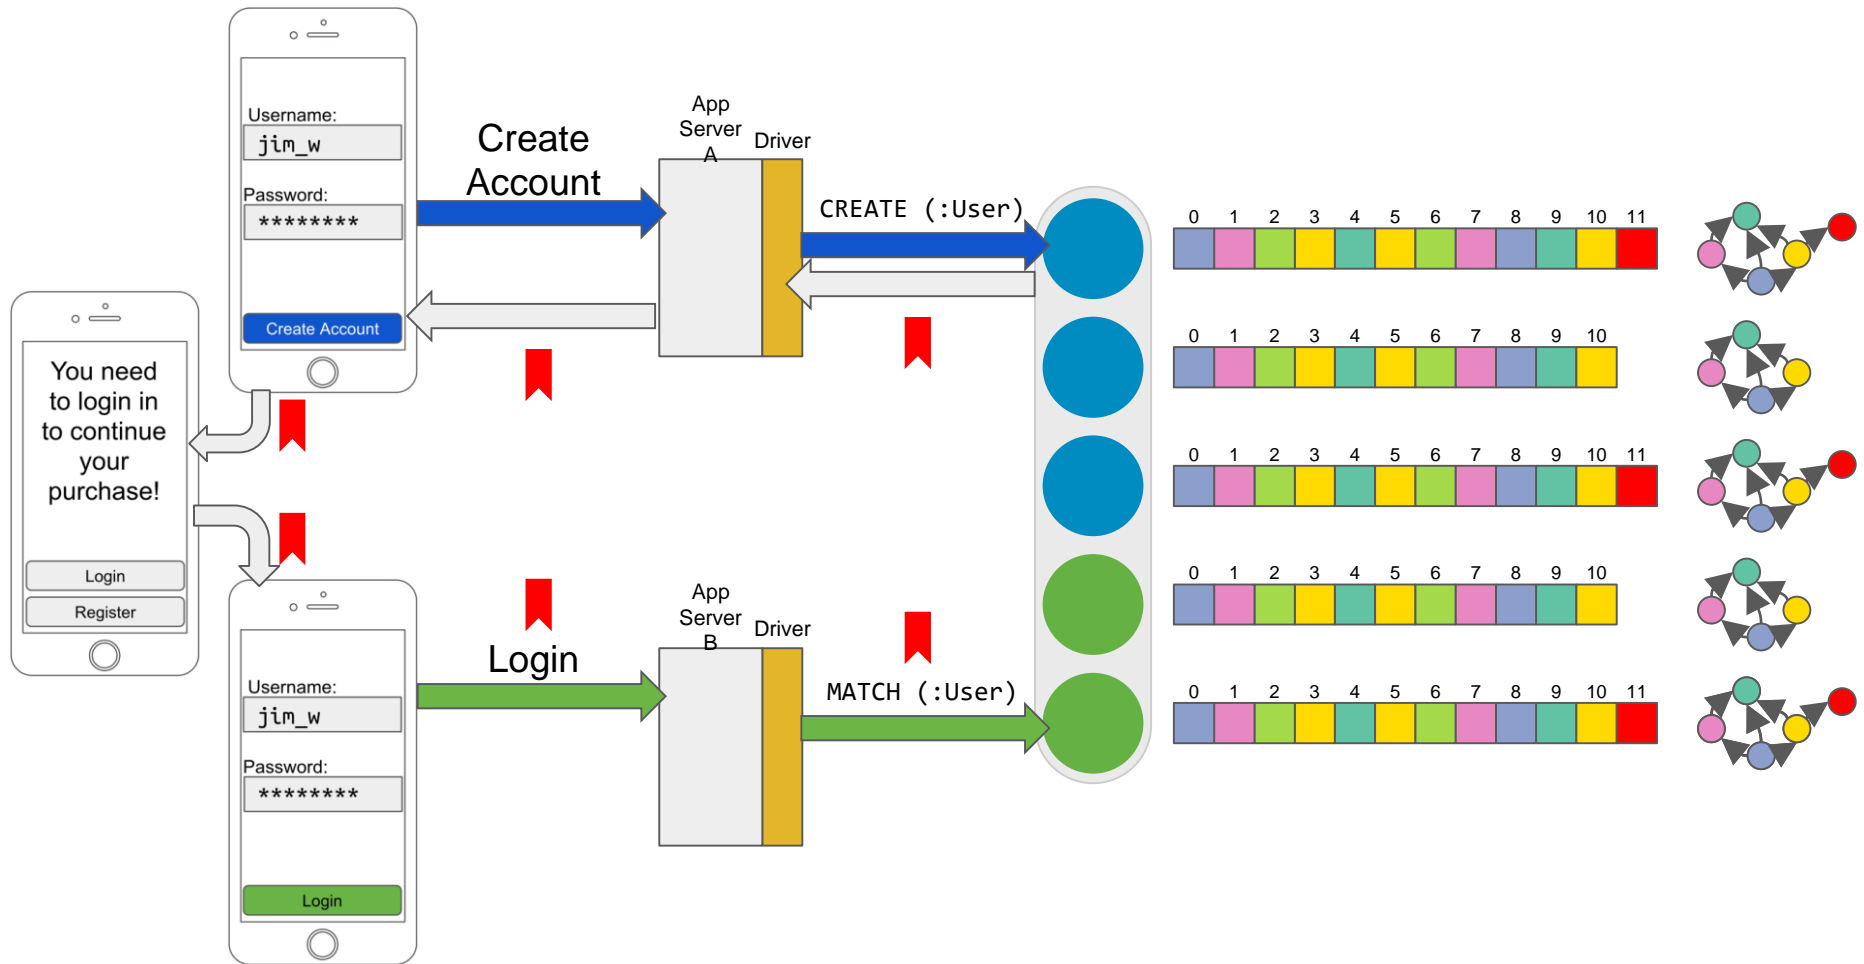 Username:
jim_w
Password:
********
Create Account
Create
Account
App
Server
A
Driver
CREATE (:User)
0 1 2 3 4 5 6 7 8 9 10 11
0 1 2 3 4 5 6 7 8 9 10
0 1 2 3 4 5 6 7 8 9 10 11
0 1 2 3 4 5 6 7 8 9 10
0 1 2 3 4 5 6 7 8 9 10 11
You need
to login in
to continue
your
purchase!
Login
Register
Username:
jim_w
Password:
********
Login
Login
App
Server
B
Driver
MATCH (:User)